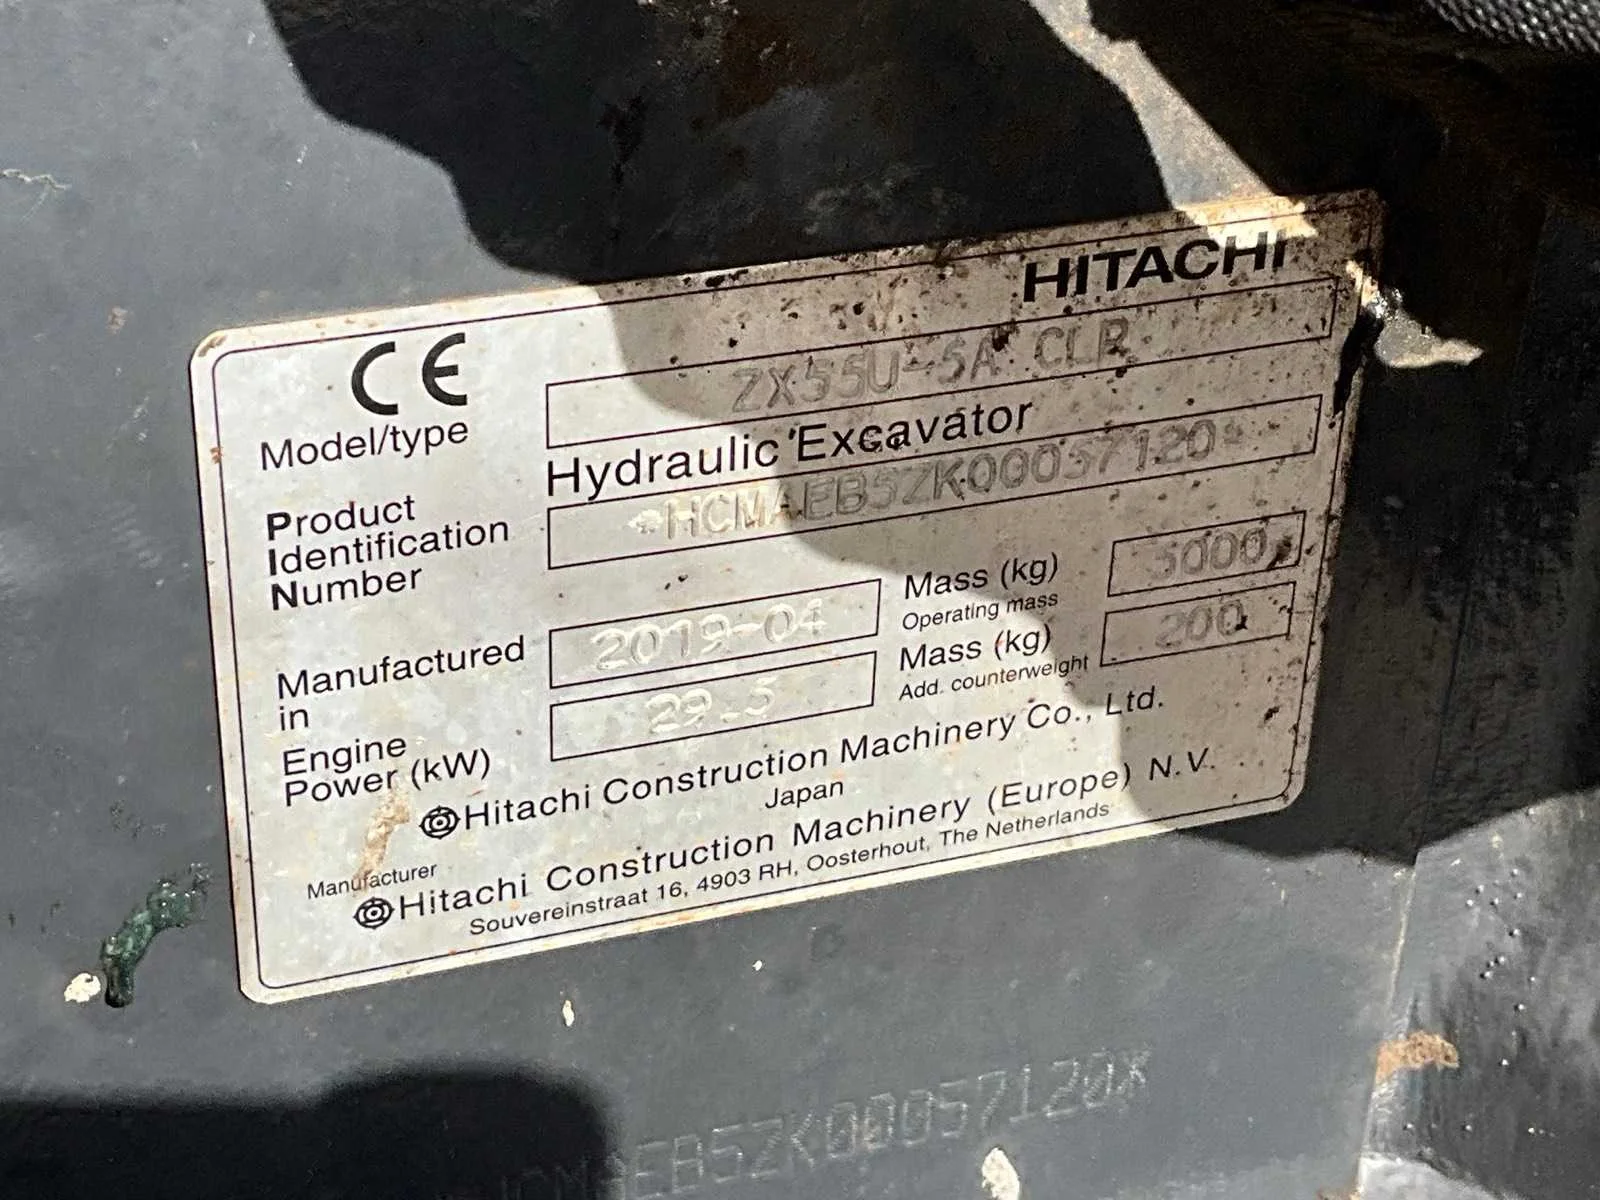 HITACHI
CE
Model/type
ZX55U-5A CLR
Hydraulic Excavator
Product
Identification
Number
*HCMAEB5ZK00057120*
Manufactured
in
2019-04
Mass (kg)
Operating mass
5000
Engine
Power (kW)
29.5
Mass (kg)
Add. counterweight
200
Hitachi Construction Machinery Co., Ltd.
Japan
Manufacturer
Hitachi Construction Machinery (Europe) N.V.
Souvereinstraat 16, 4903 RH, Oosterhout, The Netherlands
HCMAEB5ZK00057120*